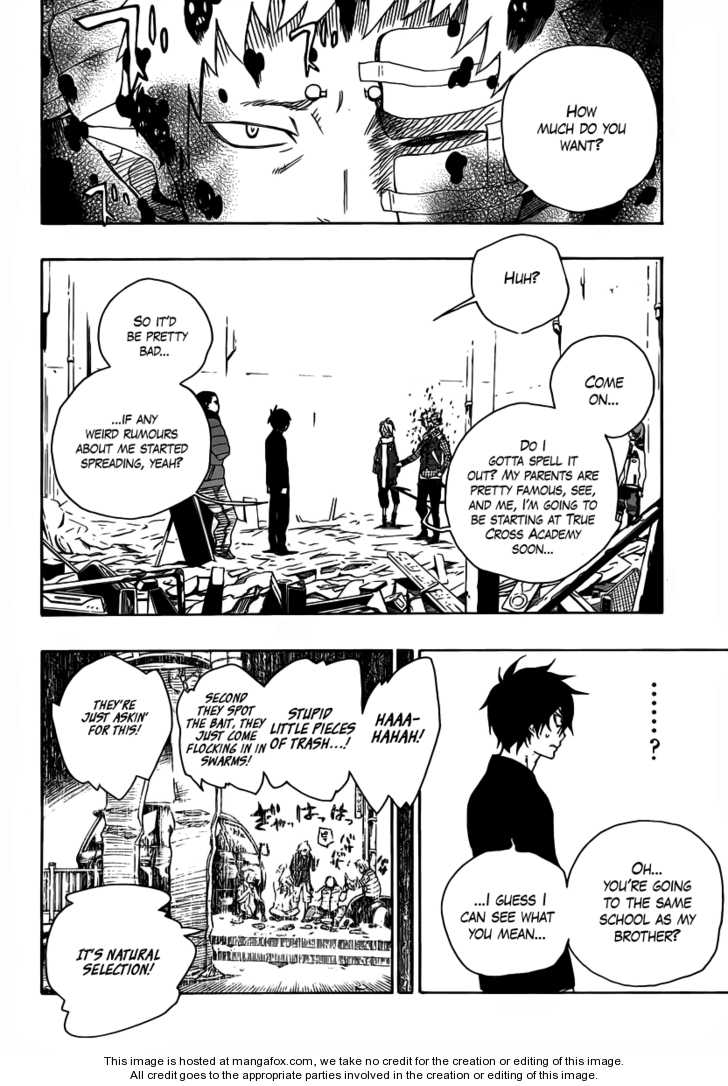 HOW
MUCH DO YOU
WANT?
HUH?
COME
ON...
DO I
GOTTA SPELL IT
OUT? MY PARENTS ARE
PRETTY FAMOUS, SEE,
AND ME, I'M GOING TO
BE STARTING AT TRUE
CROSS ACADEMY
SOON...
SO IT'D
BE PRETTY
BAD...
...IF ANY
WEIRD RUMOURS
ABOUT ME STARTED
SPREADING, YEAH?
.......?
OH...
YOU'RE GOING
TO THE SAME
SCHOOL AS MY
BROTHER?
...I GUESS I
CAN SEE WHAT
YOU MEAN...
HAAA-
HAHAH!
STUPID
LITTLE PIECES
OF TRASH...!
SECOND
THEY SPOT
THE BAIT, THEY
JUST COME
FLOCKING IN IN
SWARMS!
THEY'RE
JUST ASKIN'
FOR THIS!
ぎゃはっはっ
IT'S NATURAL
SELECTION!
This image is hosted at mangafox.com, we take no credit for the creation or editing of this image.
All credit goes to the appropriate parties involved in the creation or editing of this image.